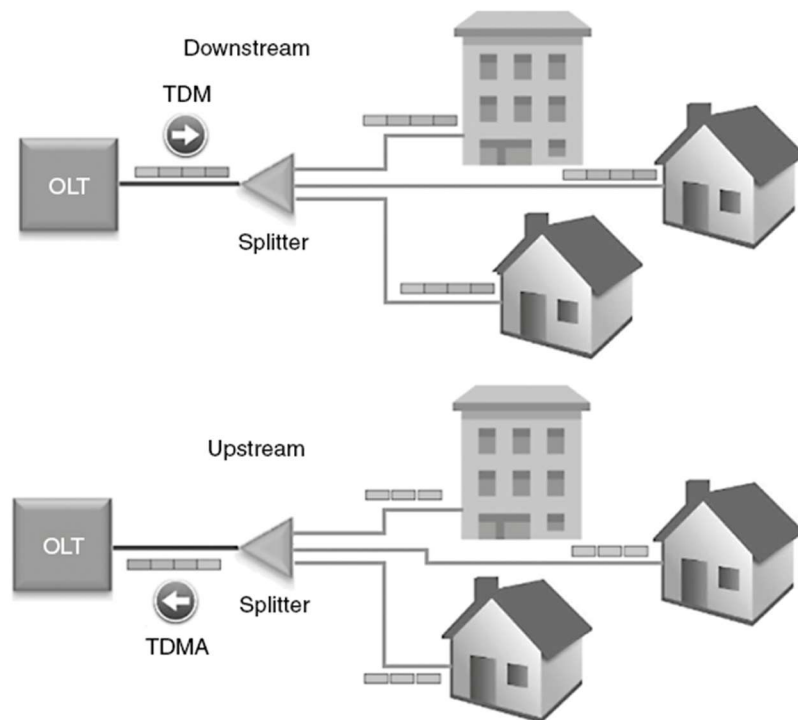 Downstream
TDM
OLT
Splitter
Upstream
OLT
Splitter
TDMA